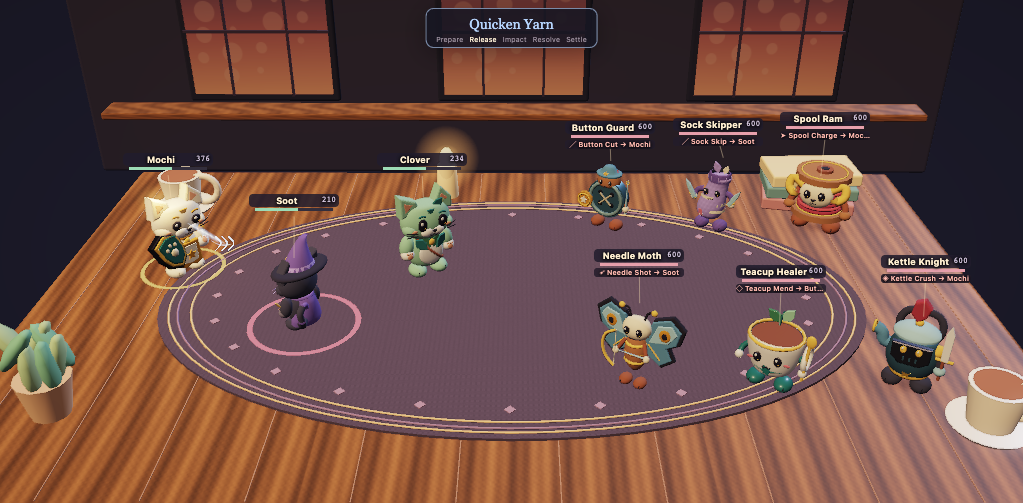 Quicken Yarn
Prepare Release Impact Resolve Settle
Mochi 376
Soot 210
Clover 234
Button Guard 600
Button Cut → Mochi
Sock Skipper 600
Sock Skip → Soot
Spool Ram 600
Spool Charge → Moc...
Needle Moth 600
Needle Shot → Soot
Teacup Healer 600
Teacup Mend → But...
Kettle Knight 600
Kettle Crush → Mochi